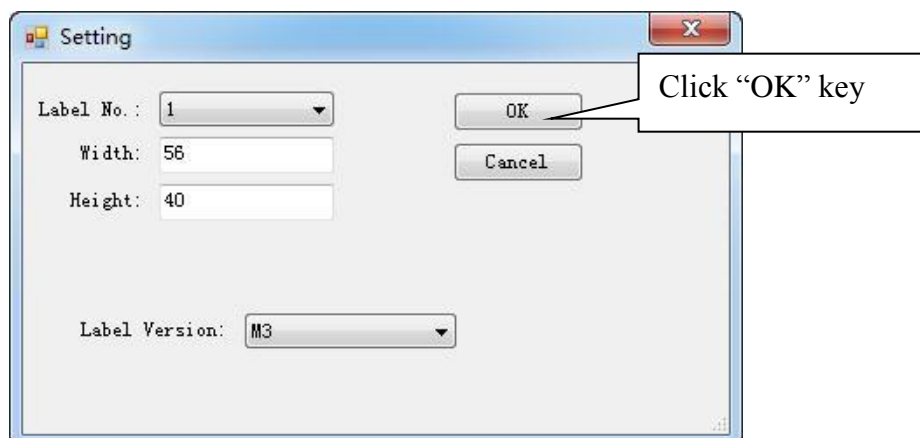 Setting
Click “OK” key
Label No.: 1
OK
Width: 56
Cancel
Height: 40
Label Version: M3